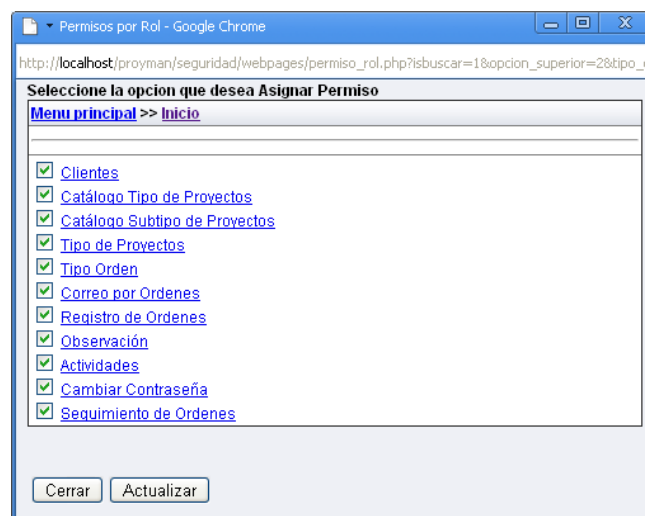 Permisos por Rol - Google Chrome
http://localhost/proyman/seguridad/webpages/permiso_rol.php?isbuscar=1&opcion_superior=2&tipo_
Seleccione la opcion que desea Asignar Permiso
Menu principal >> Inicio
Clientes
Catálogo Tipo de Proyectos
Catálogo Subtipo de Proyectos
Tipo de Proyectos
Tipo Orden
Correo por Ordenes
Registro de Ordenes
Observación
Actividades
Cambiar Contraseña
Seguimiento de Ordenes
Cerrar Actualizar